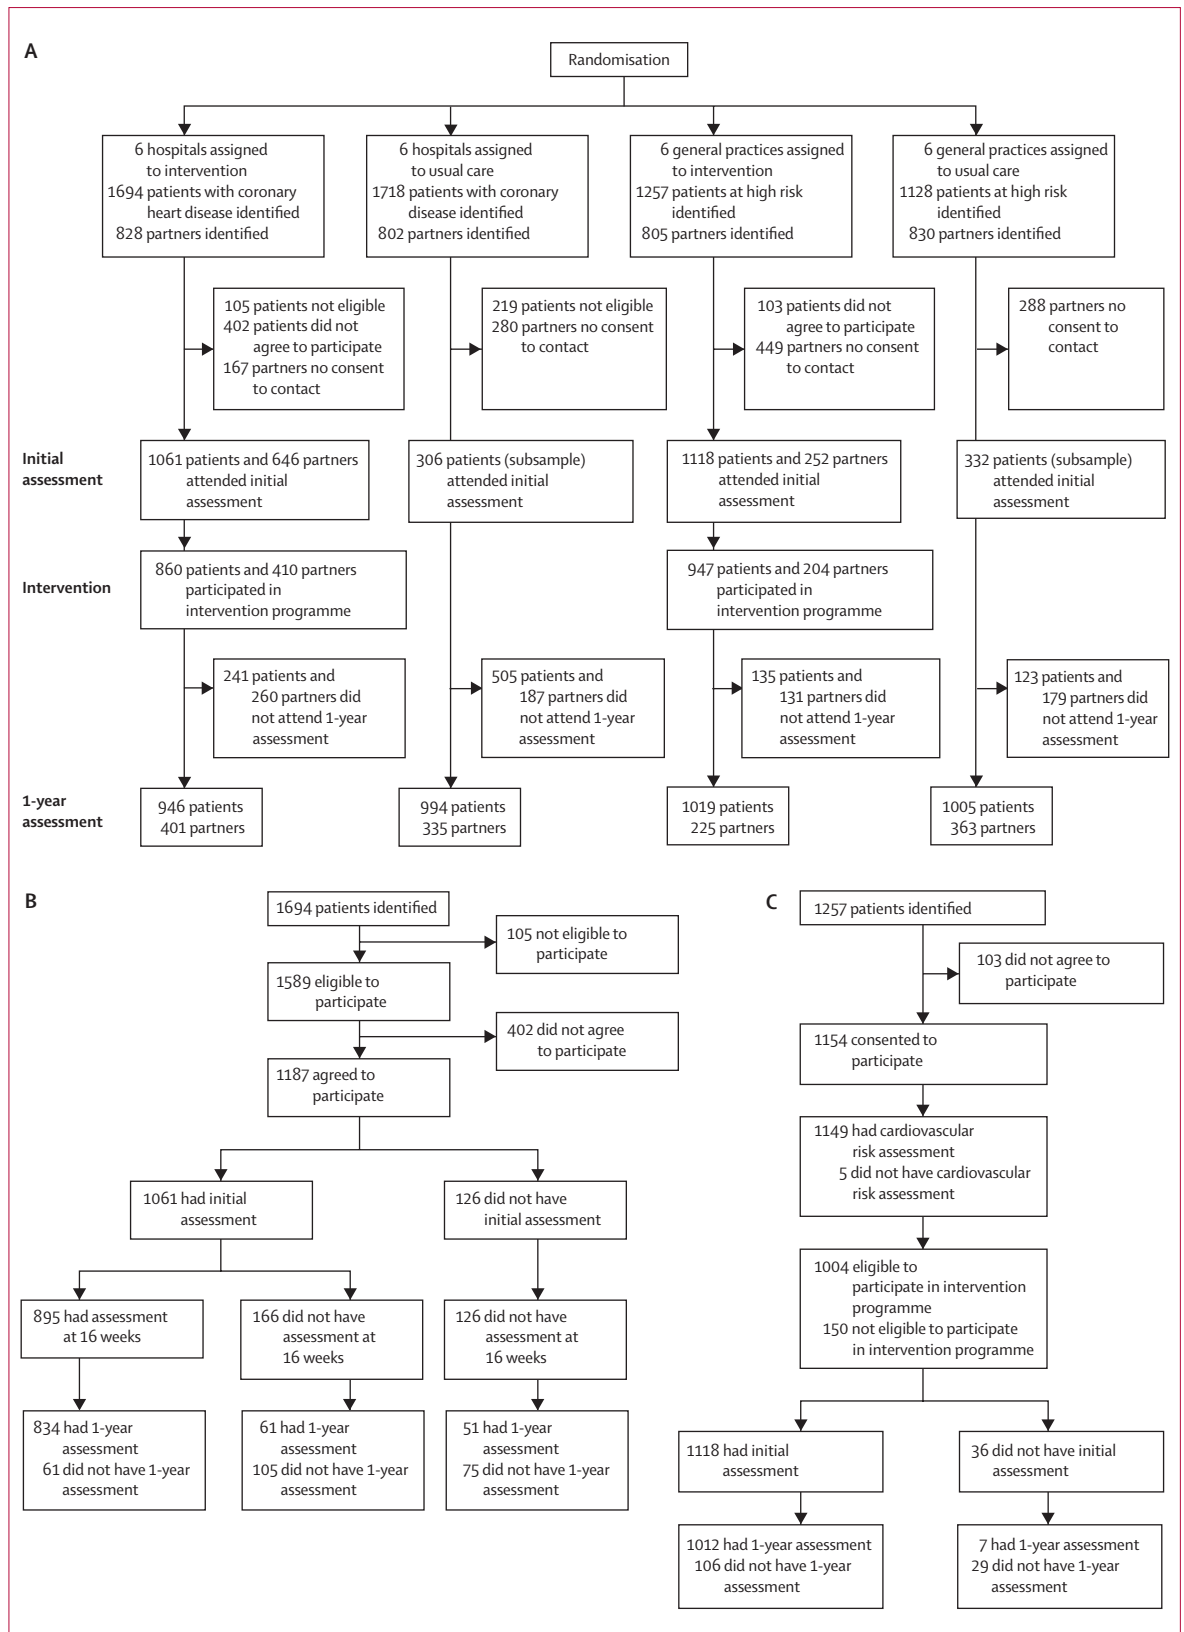 A
Randomisation
6 hospitals assigned
to intervention
1694 patients with coronary
heart disease identified
828 partners identified
6 hospitals assigned
to usual care
1718 patients with coronary
disease identified
802 partners identified
6 general practices assigned
to intervention
1257 patients at high risk
identified
805 partners identified
6 general practices assigned
to usual care
1128 patients at high risk
identified
830 partners identified
105 patients not eligible
402 patients did not
agree to participate
167 partners no consent
to contact
219 patients not eligible
280 partners no consent
to contact
103 patients did not
agree to participate
449 partners no consent
to contact
288 partners no
consent to
contact
Initial
assessment
1061 patients and 646 partners
attended initial
assessment
306 patients (subsample)
attended initial
assessment
1118 patients and 252 partners
attended initial
assessment
332 patients (subsample)
attended initial
assessment
Intervention
860 patients and 410 partners
participated in
intervention programme
947 patients and 204 partners
participated in
intervention programme
241 patients and
260 partners did
not attend 1-year
assessment
505 patients and
187 partners did
not attend 1-year
assessment
135 patients and
131 partners did
not attend 1-year
assessment
123 patients and
179 partners did
not attend 1-year
assessment
1-year
assessment
946 patients
401 partners
994 patients
335 partners
1019 patients
225 partners
1005 patients
363 partners
B
1694 patients identified
105 not eligible to
participate
1589 eligible to
participate
402 did not agree
to participate
1187 agreed to
participate
1061 had initial
assessment
126 did not have
initial assessment
895 had assessment
at 16 weeks
166 did not have
assessment at
16 weeks
126 did not have
assessment at
16 weeks
834 had 1-year
assessment
61 did not have 1-year
assessment
61 had 1-year
assessment
105 did not have 1-year
assessment
51 had 1-year
assessment
75 did not have 1-year
assessment
C
1257 patients identified
103 did not agree to
participate
1154 consented to
participate
1149 had cardiovascular
risk assessment
5 did not have cardiovascular
risk assessment
1004 eligible to
participate in intervention
programme
150 not eligible to participate
in intervention programme
1118 had initial
assessment
36 did not have initial
assessment
1012 had 1-year assessment
106 did not have 1-year
assessment
7 had 1-year assessment
29 did not have 1-year
assessment